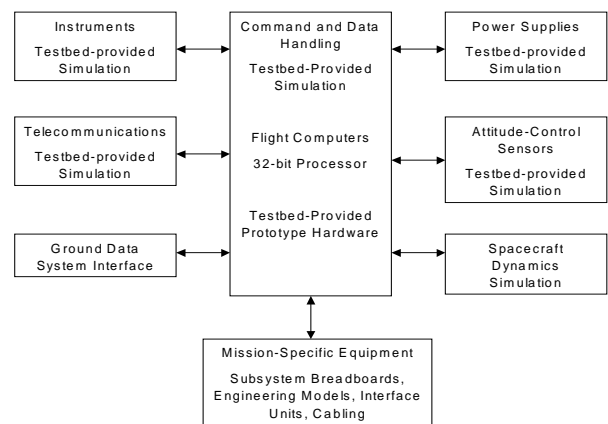 Instruments
Testbed-provided
Simulation
Telecommunications
Testbed-provided
Simulation
Ground Data
System Interface
Command and Data
Handling
Testbed-Provided
Simulation
Flight Computers
32-bit Processor
Testbed-Provided
Prototype Hardware
Power Supplies
Testbed-provided
Simulation
Attitude-Control
Sensors
Testbed-provided
Simulation
Spacecraft
Dynamics
Simulation
Mission-Specific Equipment
Subsystem Breadboards,
Engineering Models, Interface
Units, Cabling